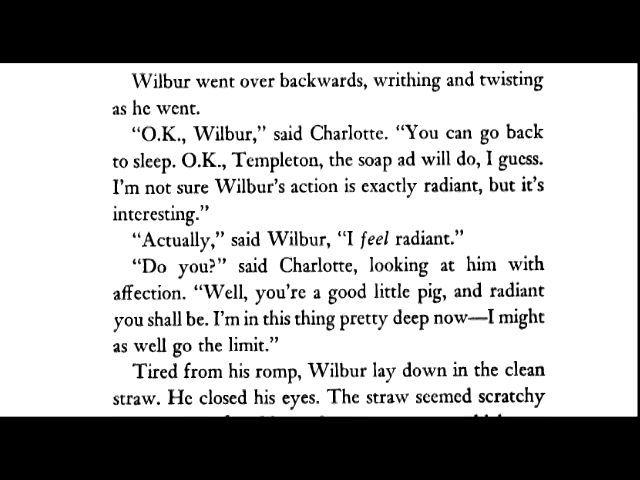 Wilbur went over backwards, writhing and twisting
as he went.
“O.K., Wilbur,” said Charlotte. “You can go back
to sleep. O.K., Templeton, the soap ad will do, I guess.
I’m not sure Wilbur’s action is exactly radiant, but it’s
interesting.”
“Actually,” said Wilbur, “I feel radiant.”
“Do you?” said Charlotte, looking at him with
affection. “Well, you’re a good little pig, and radiant
you shall be. I’m in this thing pretty deep now—I might
as well go the limit.”
Tired from his romp, Wilbur lay down in the clean
straw. He closed his eyes. The straw seemed scratchy